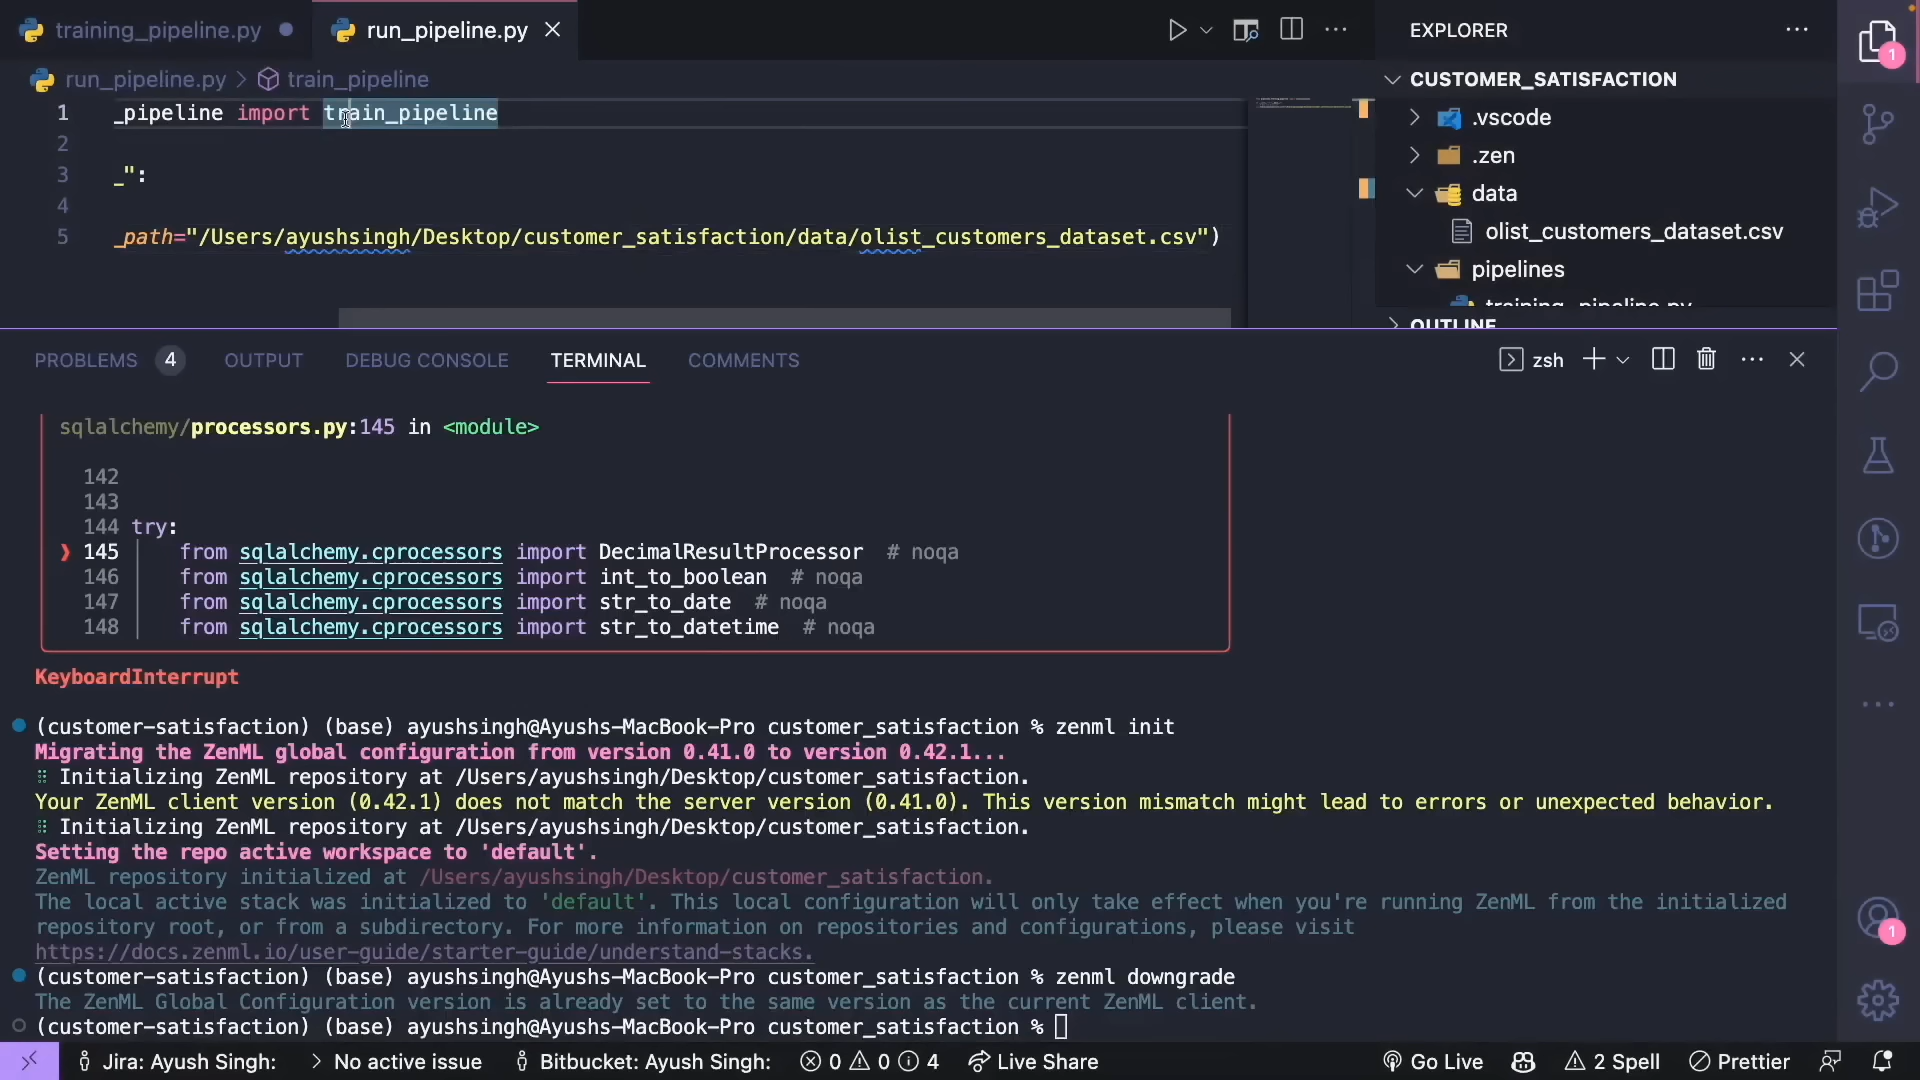 training_pipeline.py
run_pipeline.py
run_pipeline.py > train_pipeline
1 _pipeline import train_pipeline
2
3 _":
4
5 _path="/Users/ayushsingh/Desktop/customer_satisfaction/data/olist_customers_dataset.csv")
EXPLORER
CUSTOMER_SATISFACTION
.vscode
.zen
data
olist_customers_dataset.csv
pipelines
training_pipeline.py
OUTLINE
1
PROBLEMS 4 OUTPUT DEBUG CONSOLE TERMINAL COMMENTS
zsh
sqlalchemy/processors.py:145 in <module>
142
143
144 try:
❱ 145 from sqlalchemy.cprocessors import DecimalResultProcessor # noqa
146 from sqlalchemy.cprocessors import int_to_boolean # noqa
147 from sqlalchemy.cprocessors import str_to_date # noqa
148 from sqlalchemy.cprocessors import str_to_datetime # noqa
KeyboardInterrupt
(customer-satisfaction) (base) ayushsingh@Ayushs-MacBook-Pro customer_satisfaction % zenml init
Migrating the ZenML global configuration from version 0.41.0 to version 0.42.1...
⠿ Initializing ZenML repository at /Users/ayushsingh/Desktop/customer_satisfaction.
Your ZenML client version (0.42.1) does not match the server version (0.41.0). This version mismatch might lead to errors or unexpected behavior.
⠿ Initializing ZenML repository at /Users/ayushsingh/Desktop/customer_satisfaction.
Setting the repo active workspace to 'default'.
ZenML repository initialized at /Users/ayushsingh/Desktop/customer_satisfaction.
The local active stack was initialized to 'default'. This local configuration will only take effect when you're running ZenML from the initialized
repository root, or from a subdirectory. For more information on repositories and configurations, please visit
https://docs.zenml.io/user-guide/starter-guide/understand-stacks.
(customer-satisfaction) (base) ayushsingh@Ayushs-MacBook-Pro customer_satisfaction % zenml downgrade
The ZenML Global Configuration version is already set to the same version as the current ZenML client.
(customer-satisfaction) (base) ayushsingh@Ayushs-MacBook-Pro customer_satisfaction %
1
Jira: Ayush Singh: > No active issue Bitbucket: Ayush Singh: 0 0 4 Live Share Go Live 2 Spell Prettier